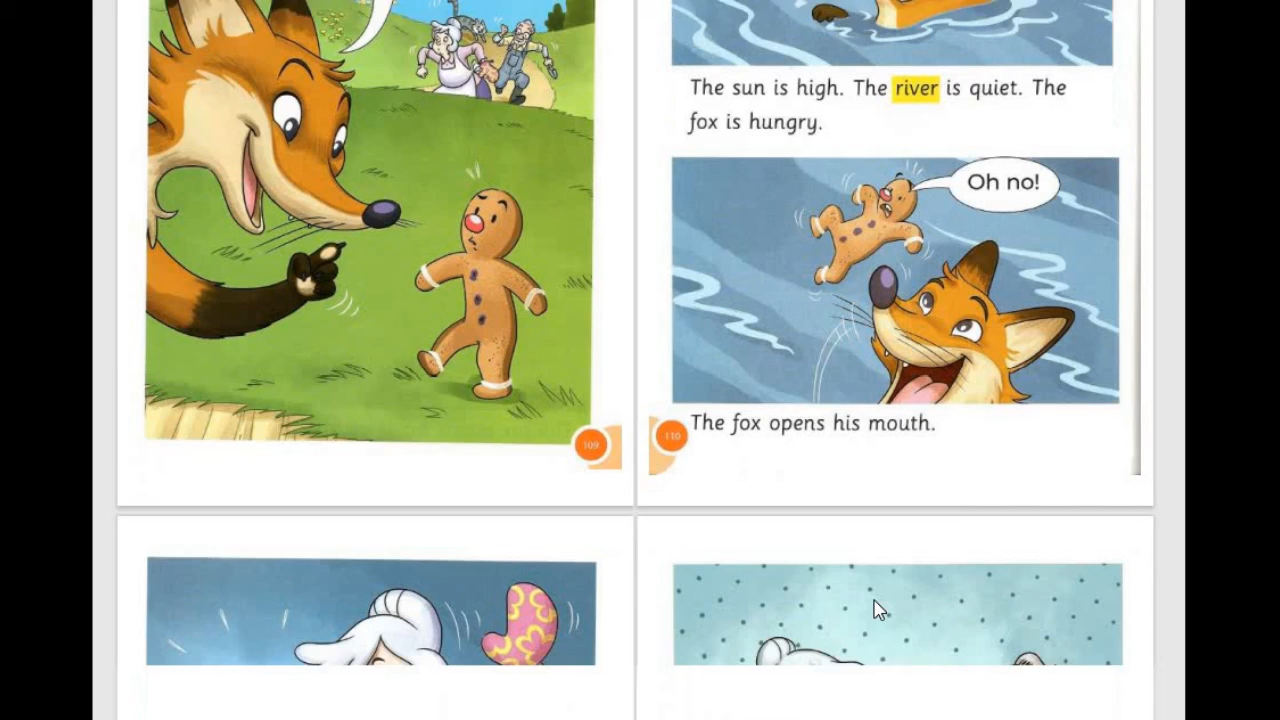 109
The sun is high. The river is quiet. The
fox is hungry.
Oh no!
The fox opens his mouth.
110